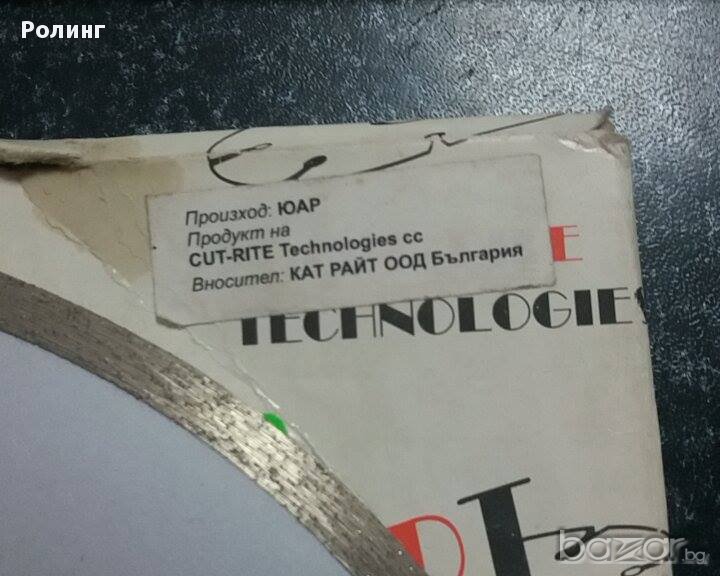 Ролинг
Произход: ЮАР
Продукт на
CUT-RITE Technologies cc
Вносител: КАТ РАЙТ ООД България
E
TECHNOLOGIES
bazar.bg